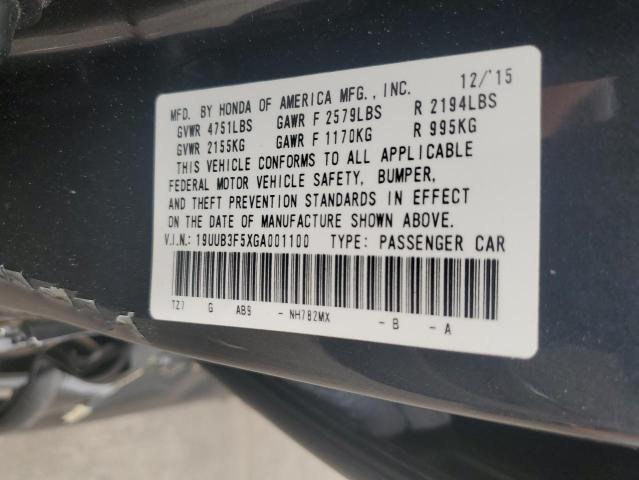 MFD. BY HONDA OF AMERICA MFG., INC. 12/'15
GVWR 4751LBS GAWR F 2579LBS R 2194LBS
GVWR 2155KG GAWR F 1170KG R 995KG
THIS VEHICLE CONFORMS TO ALL APPLICABLE
FEDERAL MOTOR VEHICLE SAFETY, BUMPER,
AND THEFT PREVENTION STANDARDS IN EFFECT
ON THE DATE OF MANUFACTURE SHOWN ABOVE.
V.I.N.: 19UUB3F5XGA001100 TYPE: PASSENGER CAR
TZ7 G AB9 - NH782MX - B - A